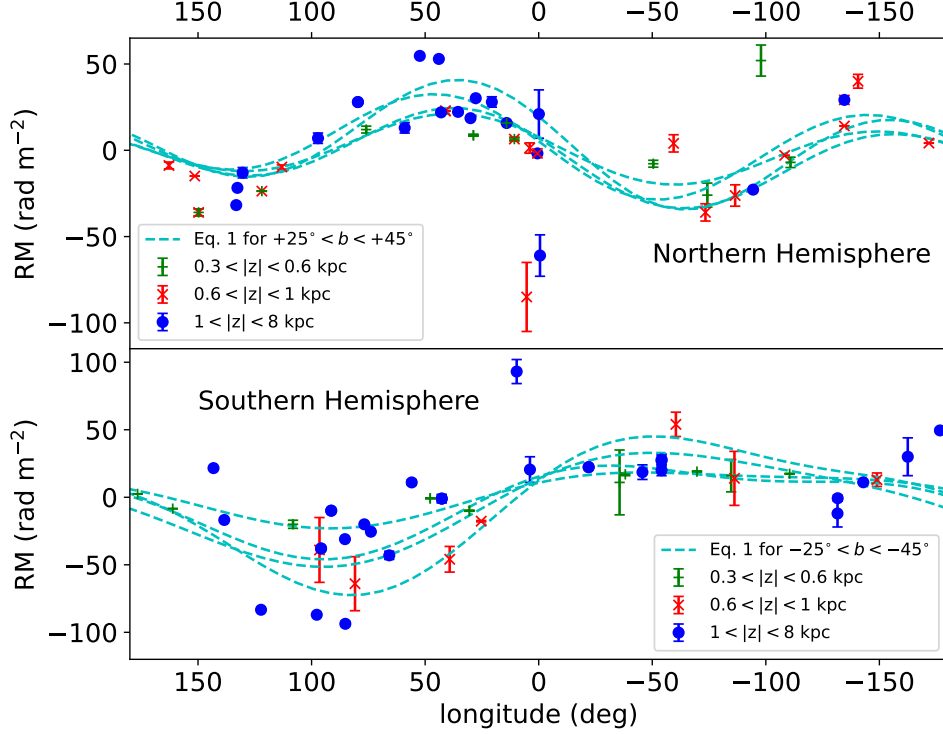 150 100 50 0 −50 −100 −150
RM (rad m⁻²)
50
0
−50
−100
Eq. 1 for +25° < b < +45°
0.3 < |z| < 0.6 kpc
0.6 < |z| < 1 kpc
1 < |z| < 8 kpc
Northern Hemisphere
RM (rad m⁻²)
100
50
0
−50
−100
Southern Hemisphere
Eq. 1 for −25° < b < −45°
0.3 < |z| < 0.6 kpc
0.6 < |z| < 1 kpc
1 < |z| < 8 kpc
150 100 50 0 −50 −100 −150
longitude (deg)